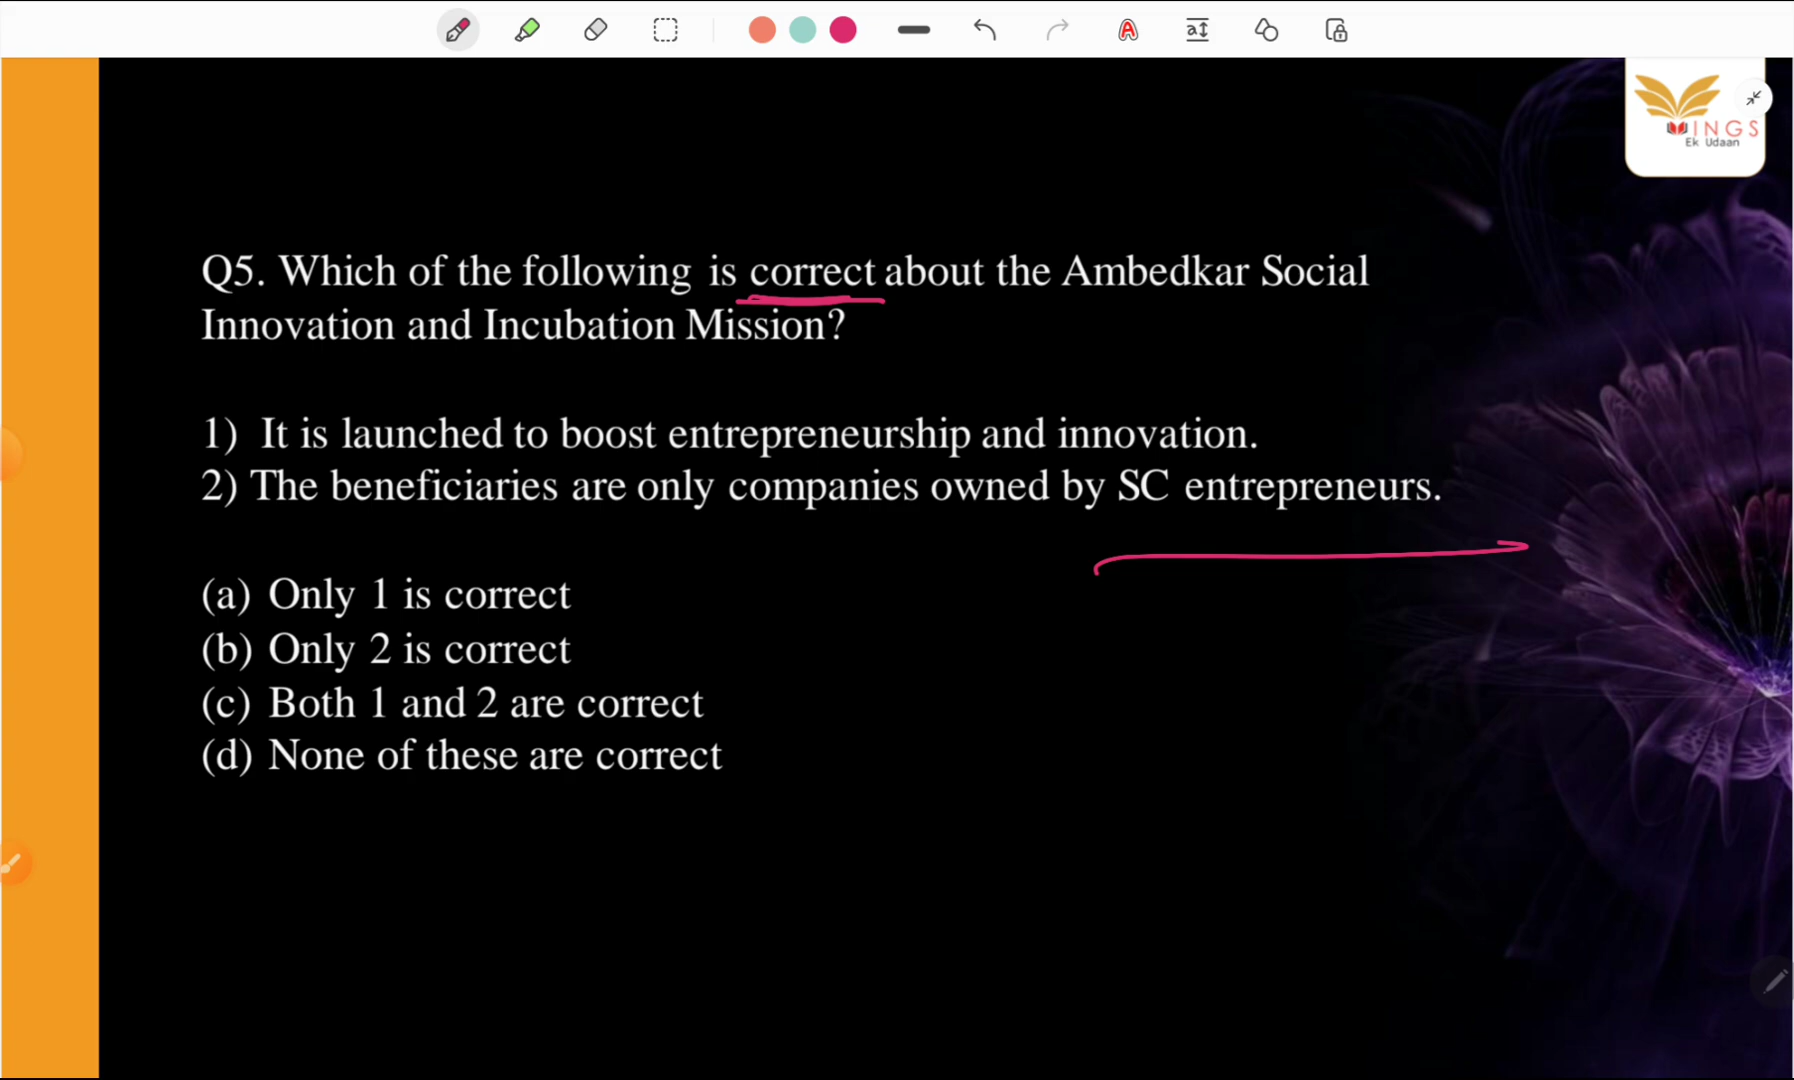 WINGS
Ek Udaan
Q5. Which of the following is correct about the Ambedkar Social
Innovation and Incubation Mission?
1) It is launched to boost entrepreneurship and innovation.
2) The beneficiaries are only companies owned by SC entrepreneurs.
(a) Only 1 is correct
(b) Only 2 is correct
(c) Both 1 and 2 are correct
(d) None of these are correct